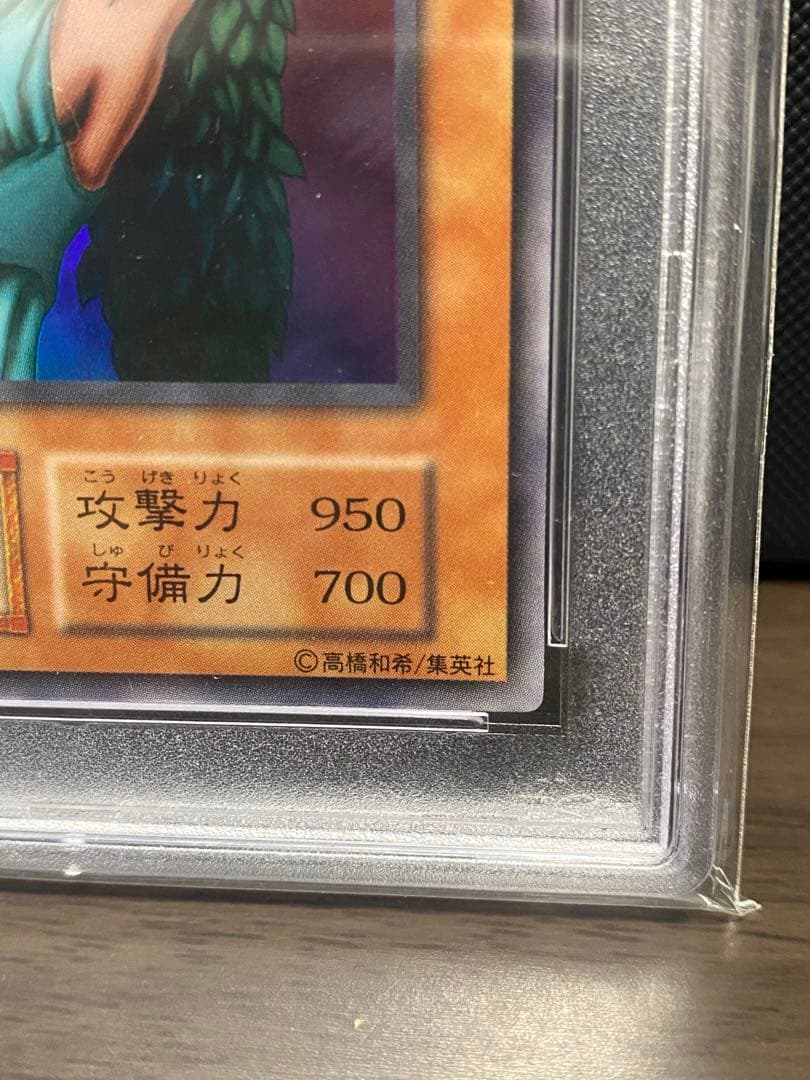 こう げき りょく
攻撃力 950
しゅ び りょく
守備力 700
©高橋和希/集英社